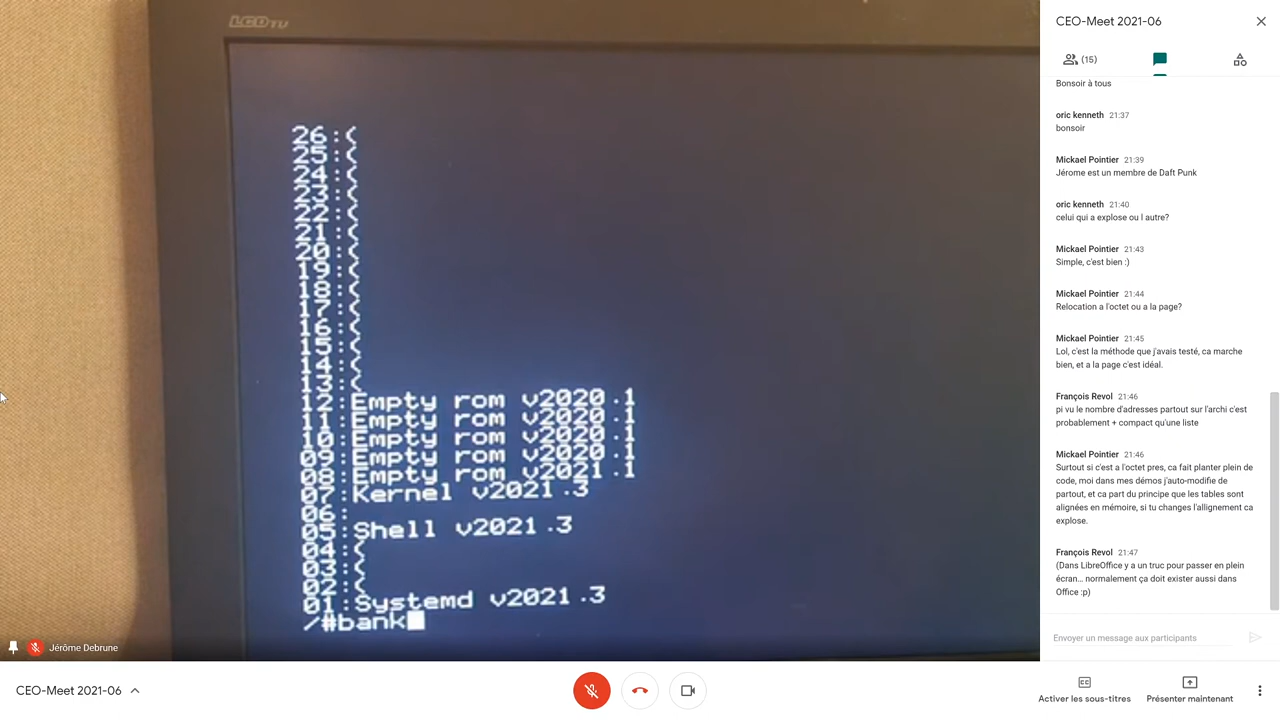 LCD TV
26:{
25:{
24:{
23:{
22:{
21:{
20:{
19:{
18:{
17:{
16:{
15:{
14:{
13:{
12:Empty rom v2020.1
11:Empty rom v2020.1
10:Empty rom v2020.1
09:Empty rom v2020.1
08:Empty rom v2021.1
07:Kernel v2021.3
06:
05:Shell v2021.3
04:{
03:{
02:{
01:Systemd v2021.3
/#bank
Jérôme Debrune
CEO-Meet 2021-06
(15)
Bonsoir à tous
oric kenneth 21:37
bonsoir
Mickael Pointier 21:39
Jérome est un membre de Daft Punk
oric kenneth 21:40
celui qui a explose ou l autre?
Mickael Pointier 21:43
Simple, c'est bien :)
Mickael Pointier 21:44
Relocation a l'octet ou a la page?
Mickael Pointier 21:45
Lol, c'est la méthode que j'avais testé, ca marche
bien, et a la page c'est idéal.
François Revol 21:46
pi vu le nombre d'adresses partout sur l'archi c'est
probablement + compact qu'une liste
Mickael Pointier 21:46
Surtout si c'est a l'octet pres, ca fait planter plein de
code, moi dans mes démos j'auto-modifie de
partout, et ca part du principe que les tables sont
alignées en mémoire, si tu changes l'allignement ca
explose.
François Revol 21:47
(Dans LibreOffice y a un truc pour passer en plein
écran... normalement ça doit exister aussi dans
Office :p)
Envoyer un message aux participants
CEO-Meet 2021-06
CC
Activer les sous-titres
Présenter maintenant